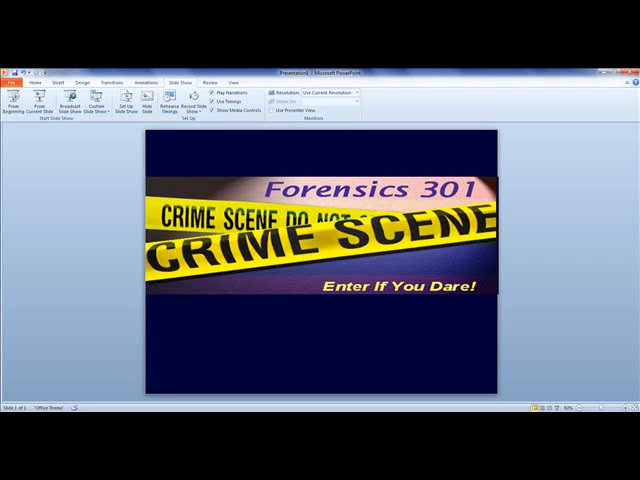 Presentation1 - Microsoft PowerPoint
File Home Insert Design Transitions Animations Slide Show Review View
From Beginning
From Current Slide
Broadcast Slide Show
Custom Slide Show
Set Up Slide Show
Hide Slide
Rehearse Timings
Record Slide Show
Play Narrations
Use Timings
Show Media Controls
Resolution: Use Current Resolution
Show On:
Use Presenter View
Start Slide Show Set Up Monitors
Forensics 301
CRIME SCENE DO NOT
CRIME SCENE
Enter If You Dare!
Slide 1 of 1 "Office Theme" 92%